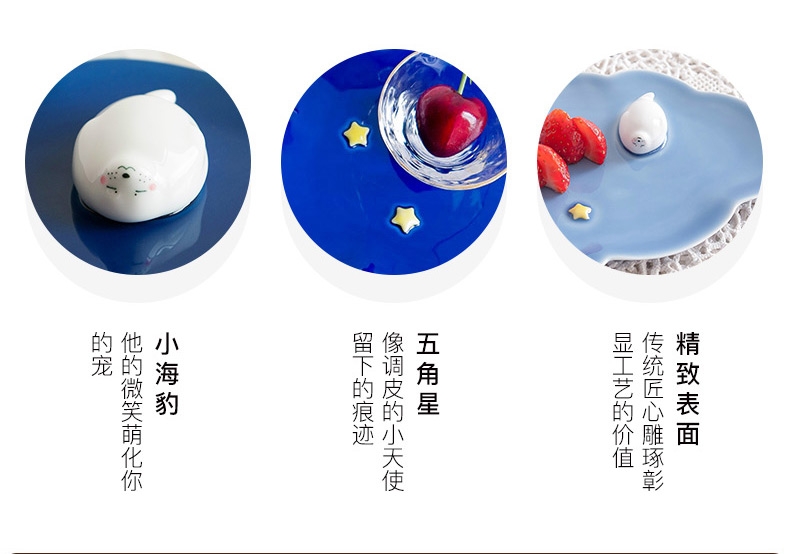 小海豹
他的微笑萌化你
的宠
五角星
像调皮的小天使
留下的痕迹
精致表面
传统匠心雕琢彰
显工艺的价值